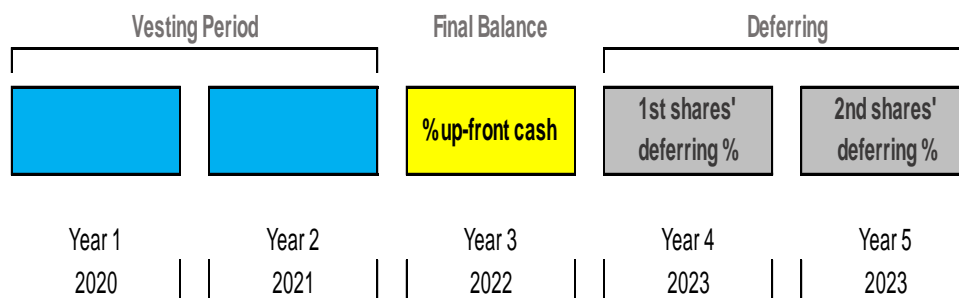 Vesting Period Final Balance Deferring
%up-front cash
1st shares' 2nd shares'
deferring % deferring %
Year 1 Year 2 Year 3 Year 4 Year 5
2020 2021 2022 2023 2023